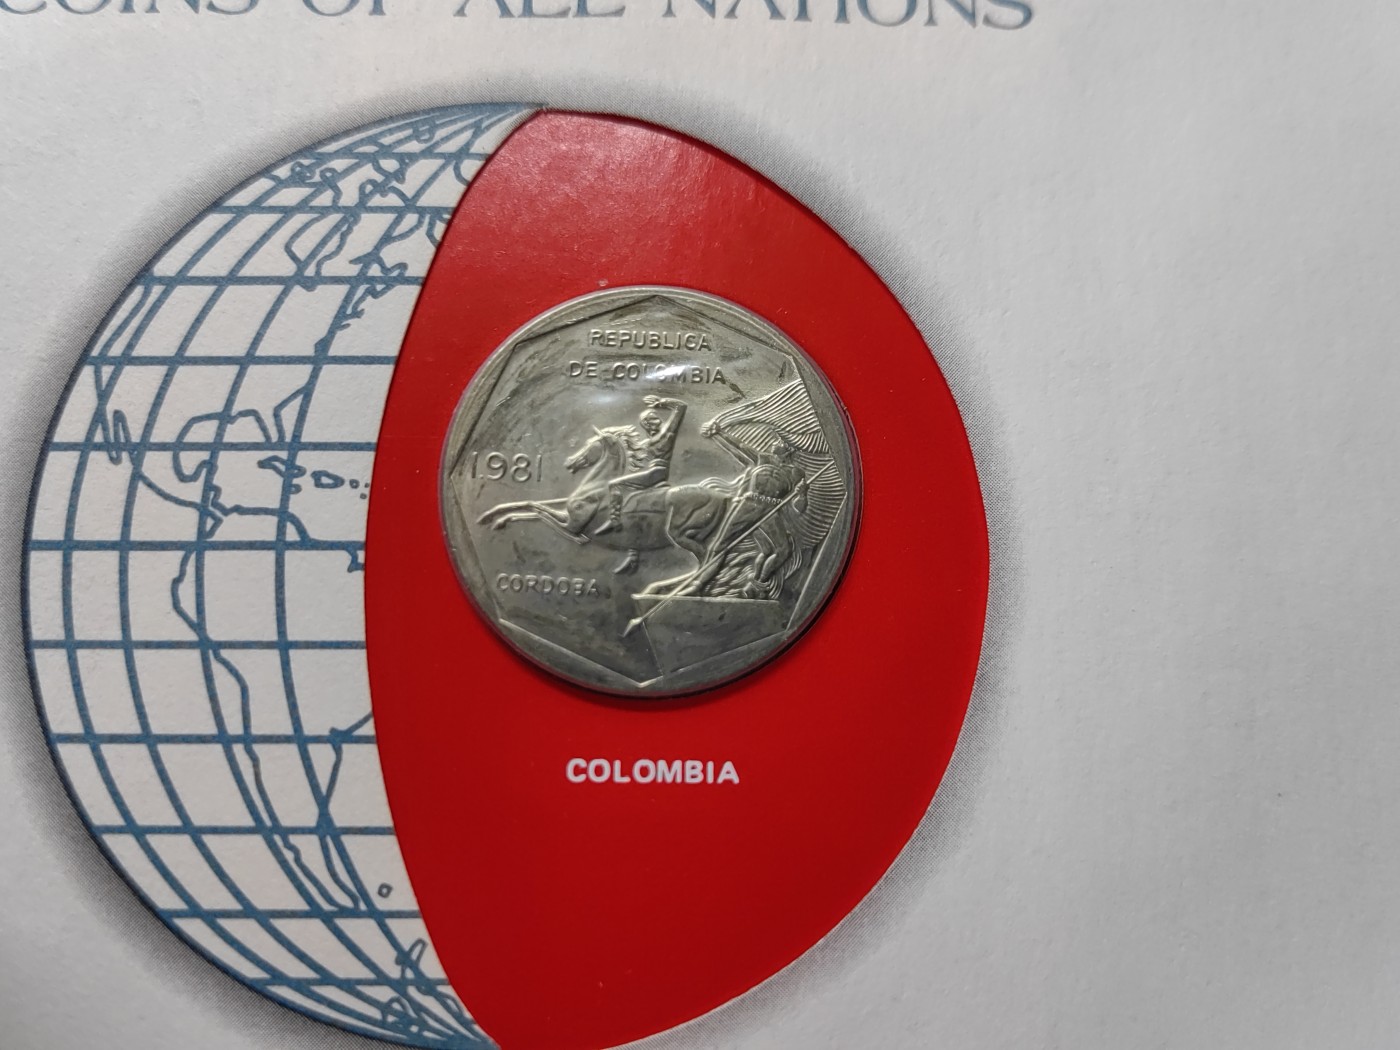 COINS OF ALL NATIONS
REPUBLICA
DE COLOMBIA
1981
CORDOBA
COLOMBIA